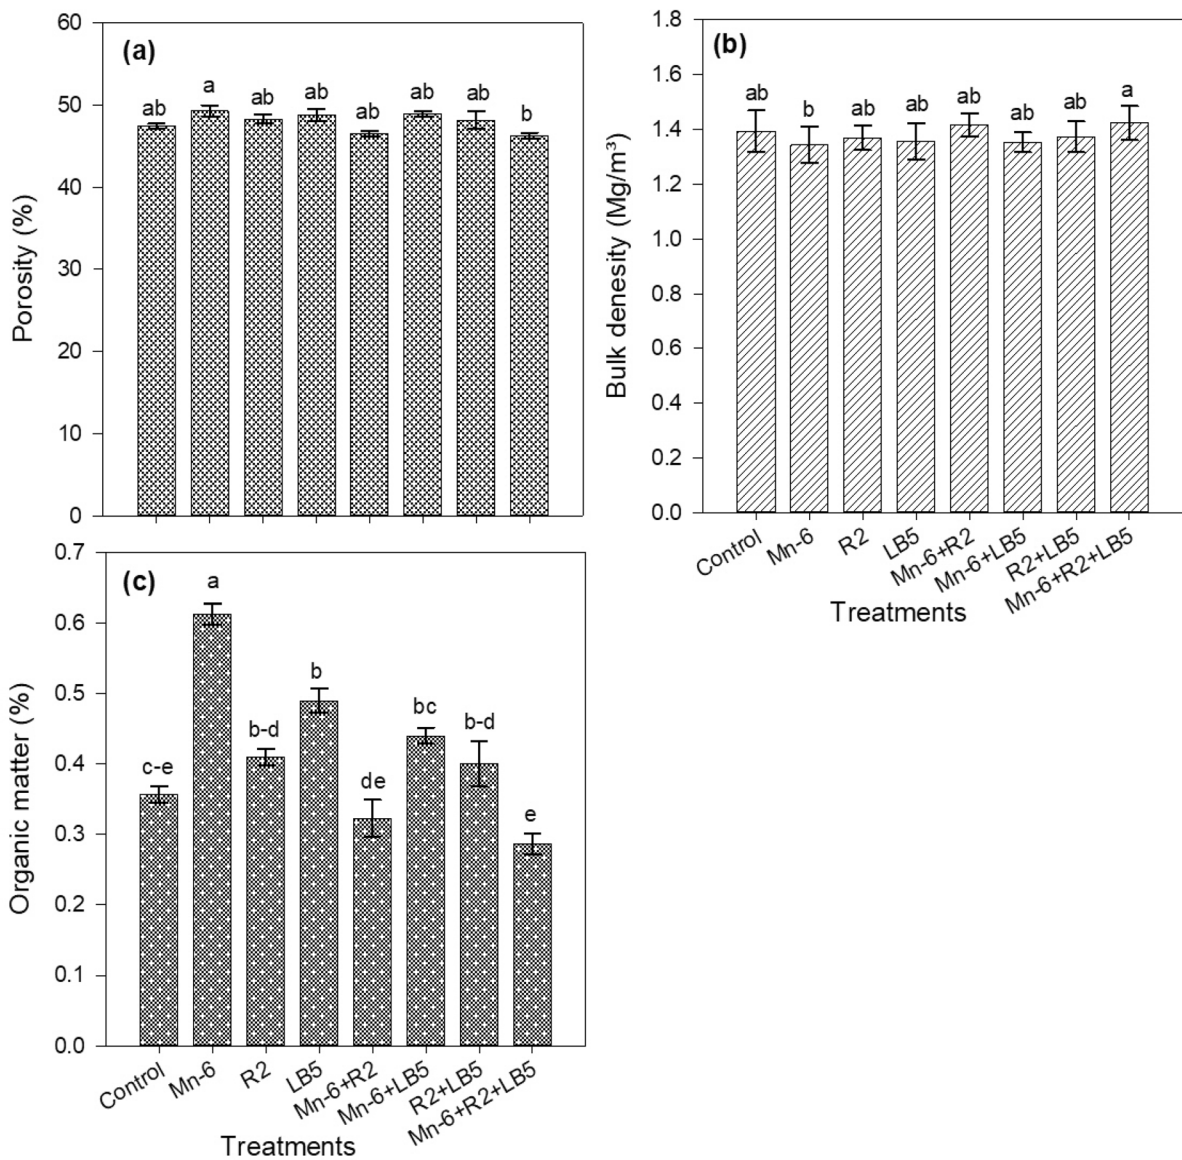 (a)
Porosity (%)
60
50
40
30
20
10
0
ab
a
ab
ab
ab
ab
ab
b
(b)
Bulk denesity (Mg/m³)
1.8
1.6
1.4
1.2
1.0
0.8
0.6
0.4
0.2
0.0
ab
b
ab
ab
ab
ab
ab
a
Control
Mn-6
R2
LB5
Mn-6+R2
Mn-6+LB5
R2+LB5
Mn-6+R2+LB5
Treatments
(c)
Organic matter (%)
0.7
0.6
0.5
0.4
0.3
0.2
0.1
0.0
c-e
a
b-d
b
de
bc
b-d
e
Control
Mn-6
R2
LB5
Mn-6+R2
Mn-6+LB5
R2+LB5
Mn-6+R2+LB5
Treatments